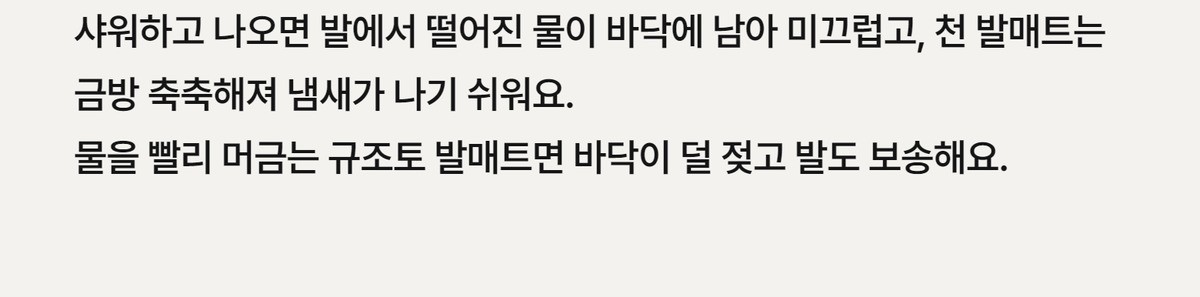 샤워하고 나오면 발에서 떨어진 물이 바닥에 남아 미끄럽고, 천 발매트는
금방 축축해져 냄새가 나기 쉬워요.
물을 빨리 머금는 규조토 발매트면 바닥이 덜 젖고 발도 보송해요.